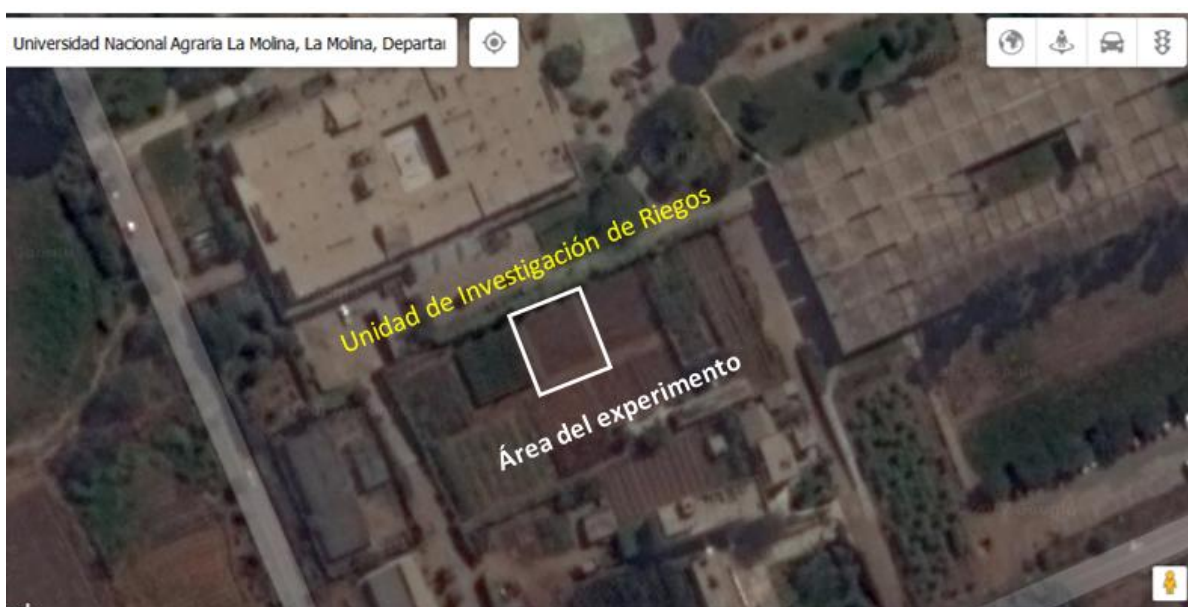 Universidad Nacional Agraria La Molina, La Molina, Departa
Unidad de Investigación de Riegos
Área del experimento